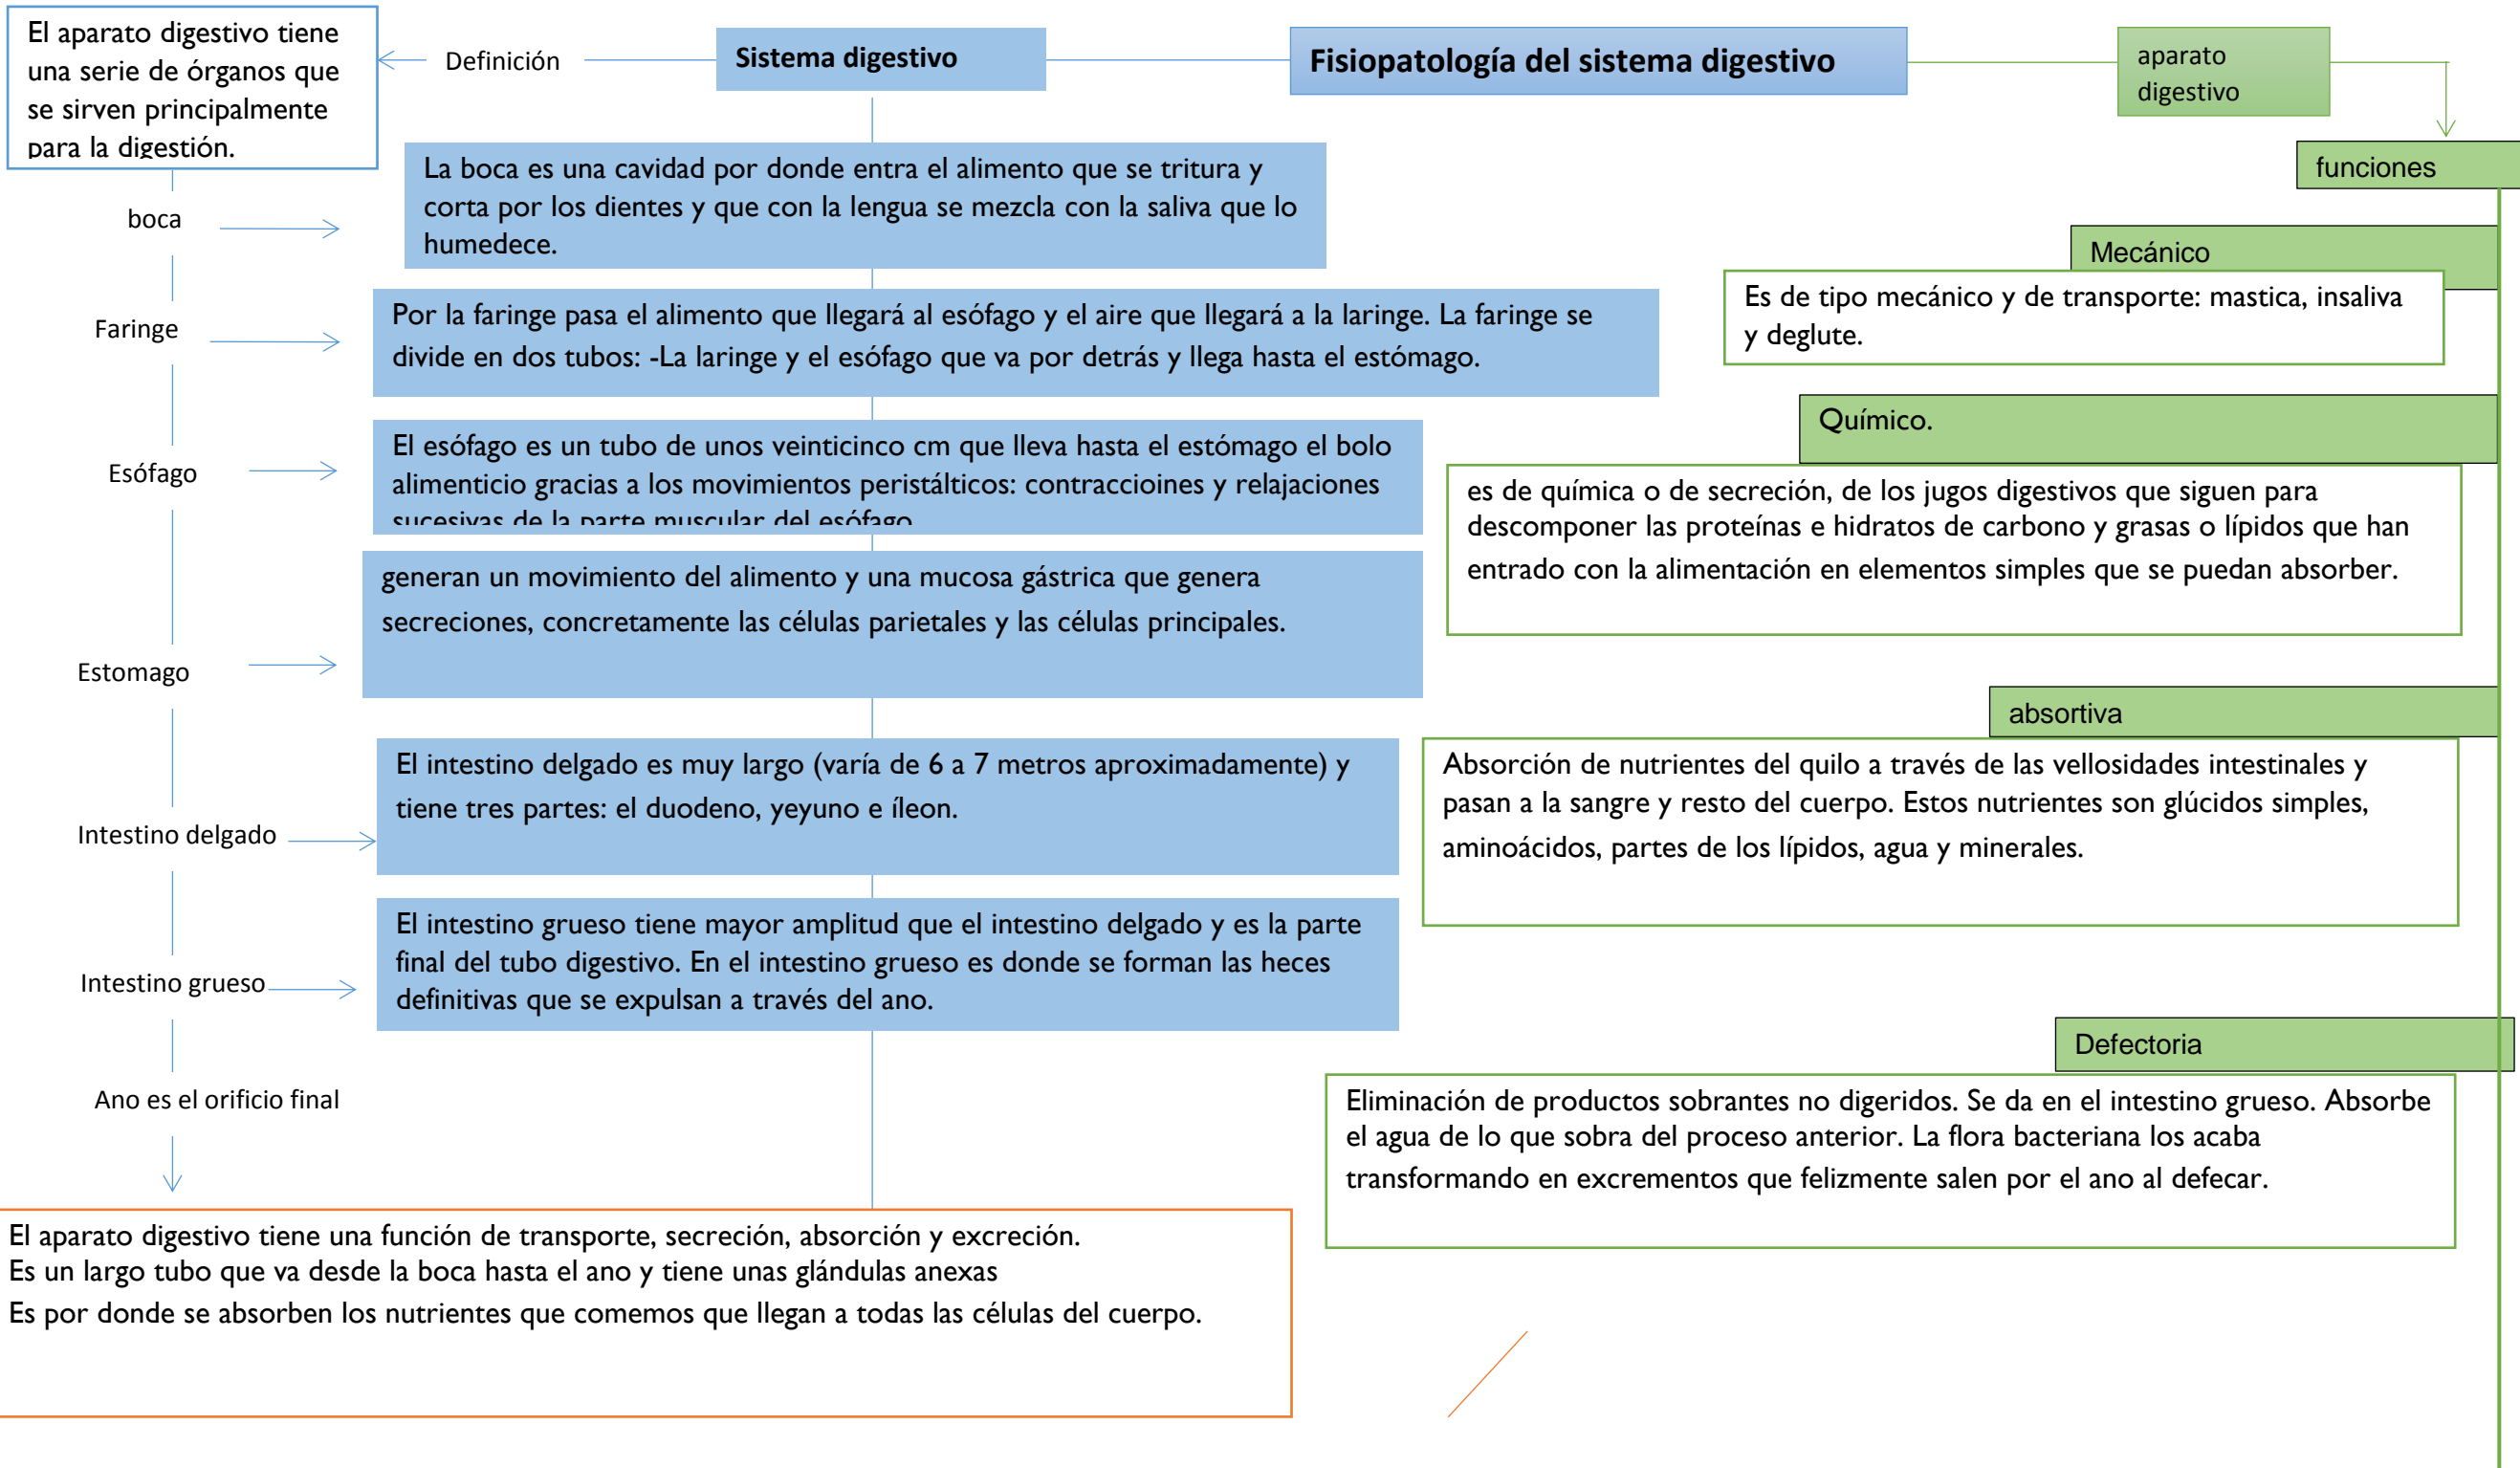 El aparato digestivo tiene
una serie de órganos que
se sirven principalmente
para la digestión.
Definición
Sistema digestivo
Fisiopatología del sistema digestivo
aparato
digestivo
funciones
boca
La boca es una cavidad por donde entra el alimento que se tritura y
corta por los dientes y que con la lengua se mezcla con la saliva que lo
humedece.
Faringe
Por la faringe pasa el alimento que llegará al esófago y el aire que llegará a la laringe. La faringe se
divide en dos tubos: -La laringe y el esófago que va por detrás y llega hasta el estómago.
Esófago
El esófago es un tubo de unos veinticinco cm que lleva hasta el estómago el bolo
alimenticio gracias a los movimientos peristálticos: contraccioines y relajaciones
sucesivas de la parte muscular del esófago
Estomago
generan un movimiento del alimento y una mucosa gástrica que genera
secreciones, concretamente las células parietales y las células principales.
Intestino delgado
El intestino delgado es muy largo (varía de 6 a 7 metros aproximadamente) y
tiene tres partes: el duodeno, yeyuno e íleon.
Intestino grueso
El intestino grueso tiene mayor amplitud que el intestino delgado y es la parte
final del tubo digestivo. En el intestino grueso es donde se forman las heces
definitivas que se expulsan a través del ano.
Ano es el orificio final
El aparato digestivo tiene una función de transporte, secreción, absorción y excreción.
Es un largo tubo que va desde la boca hasta el ano y tiene unas glándulas anexas
Es por donde se absorben los nutrientes que comemos que llegan a todas las células del cuerpo.
Mecánico
Es de tipo mecánico y de transporte: mastica, insaliva
y deglute.
Químico.
es de química o de secreción, de los jugos digestivos que siguen para
descomponer las proteínas e hidratos de carbono y grasas o lípidos que han
entrado con la alimentación en elementos simples que se puedan absorber.
absortiva
Absorción de nutrientes del quilo a través de las vellosidades intestinales y
pasan a la sangre y resto del cuerpo. Estos nutrientes son glúcidos simples,
aminoácidos, partes de los lípidos, agua y minerales.
Defectoria
Eliminación de productos sobrantes no digeridos. Se da en el intestino grueso. Absorbe
el agua de lo que sobra del proceso anterior. La flora bacteriana los acaba
transformando en excrementos que felizmente salen por el ano al defecar.